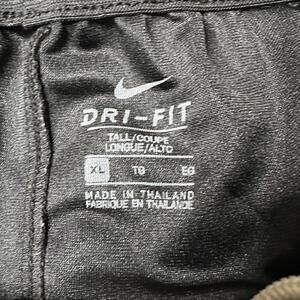 DRI-FIT
TALL/COUPE
LONGUE/ALTO
XL TG EG
MADE IN THAILAND
FABRIQUE EN THAILANDE